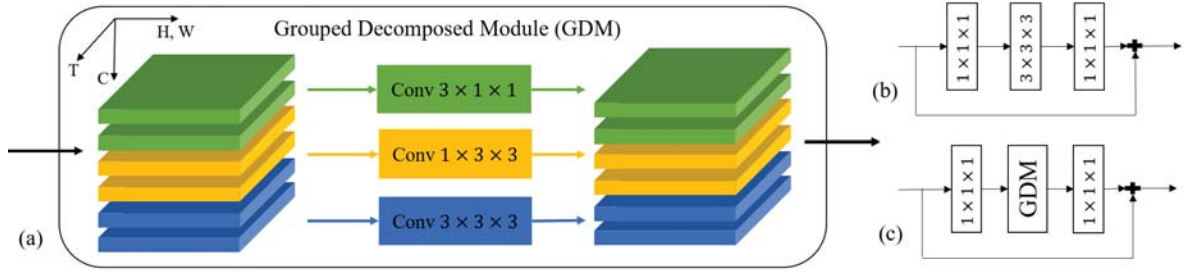 Grouped Decomposed Module (GDM)
H, W
T
C
Conv 3 × 1 × 1
Conv 1 × 3 × 3
Conv 3 × 3 × 3
(a)
1 × 1 × 1
3 × 3 × 3
1 × 1 × 1
(b)
1 × 1 × 1
GDM
1 × 1 × 1
(c)